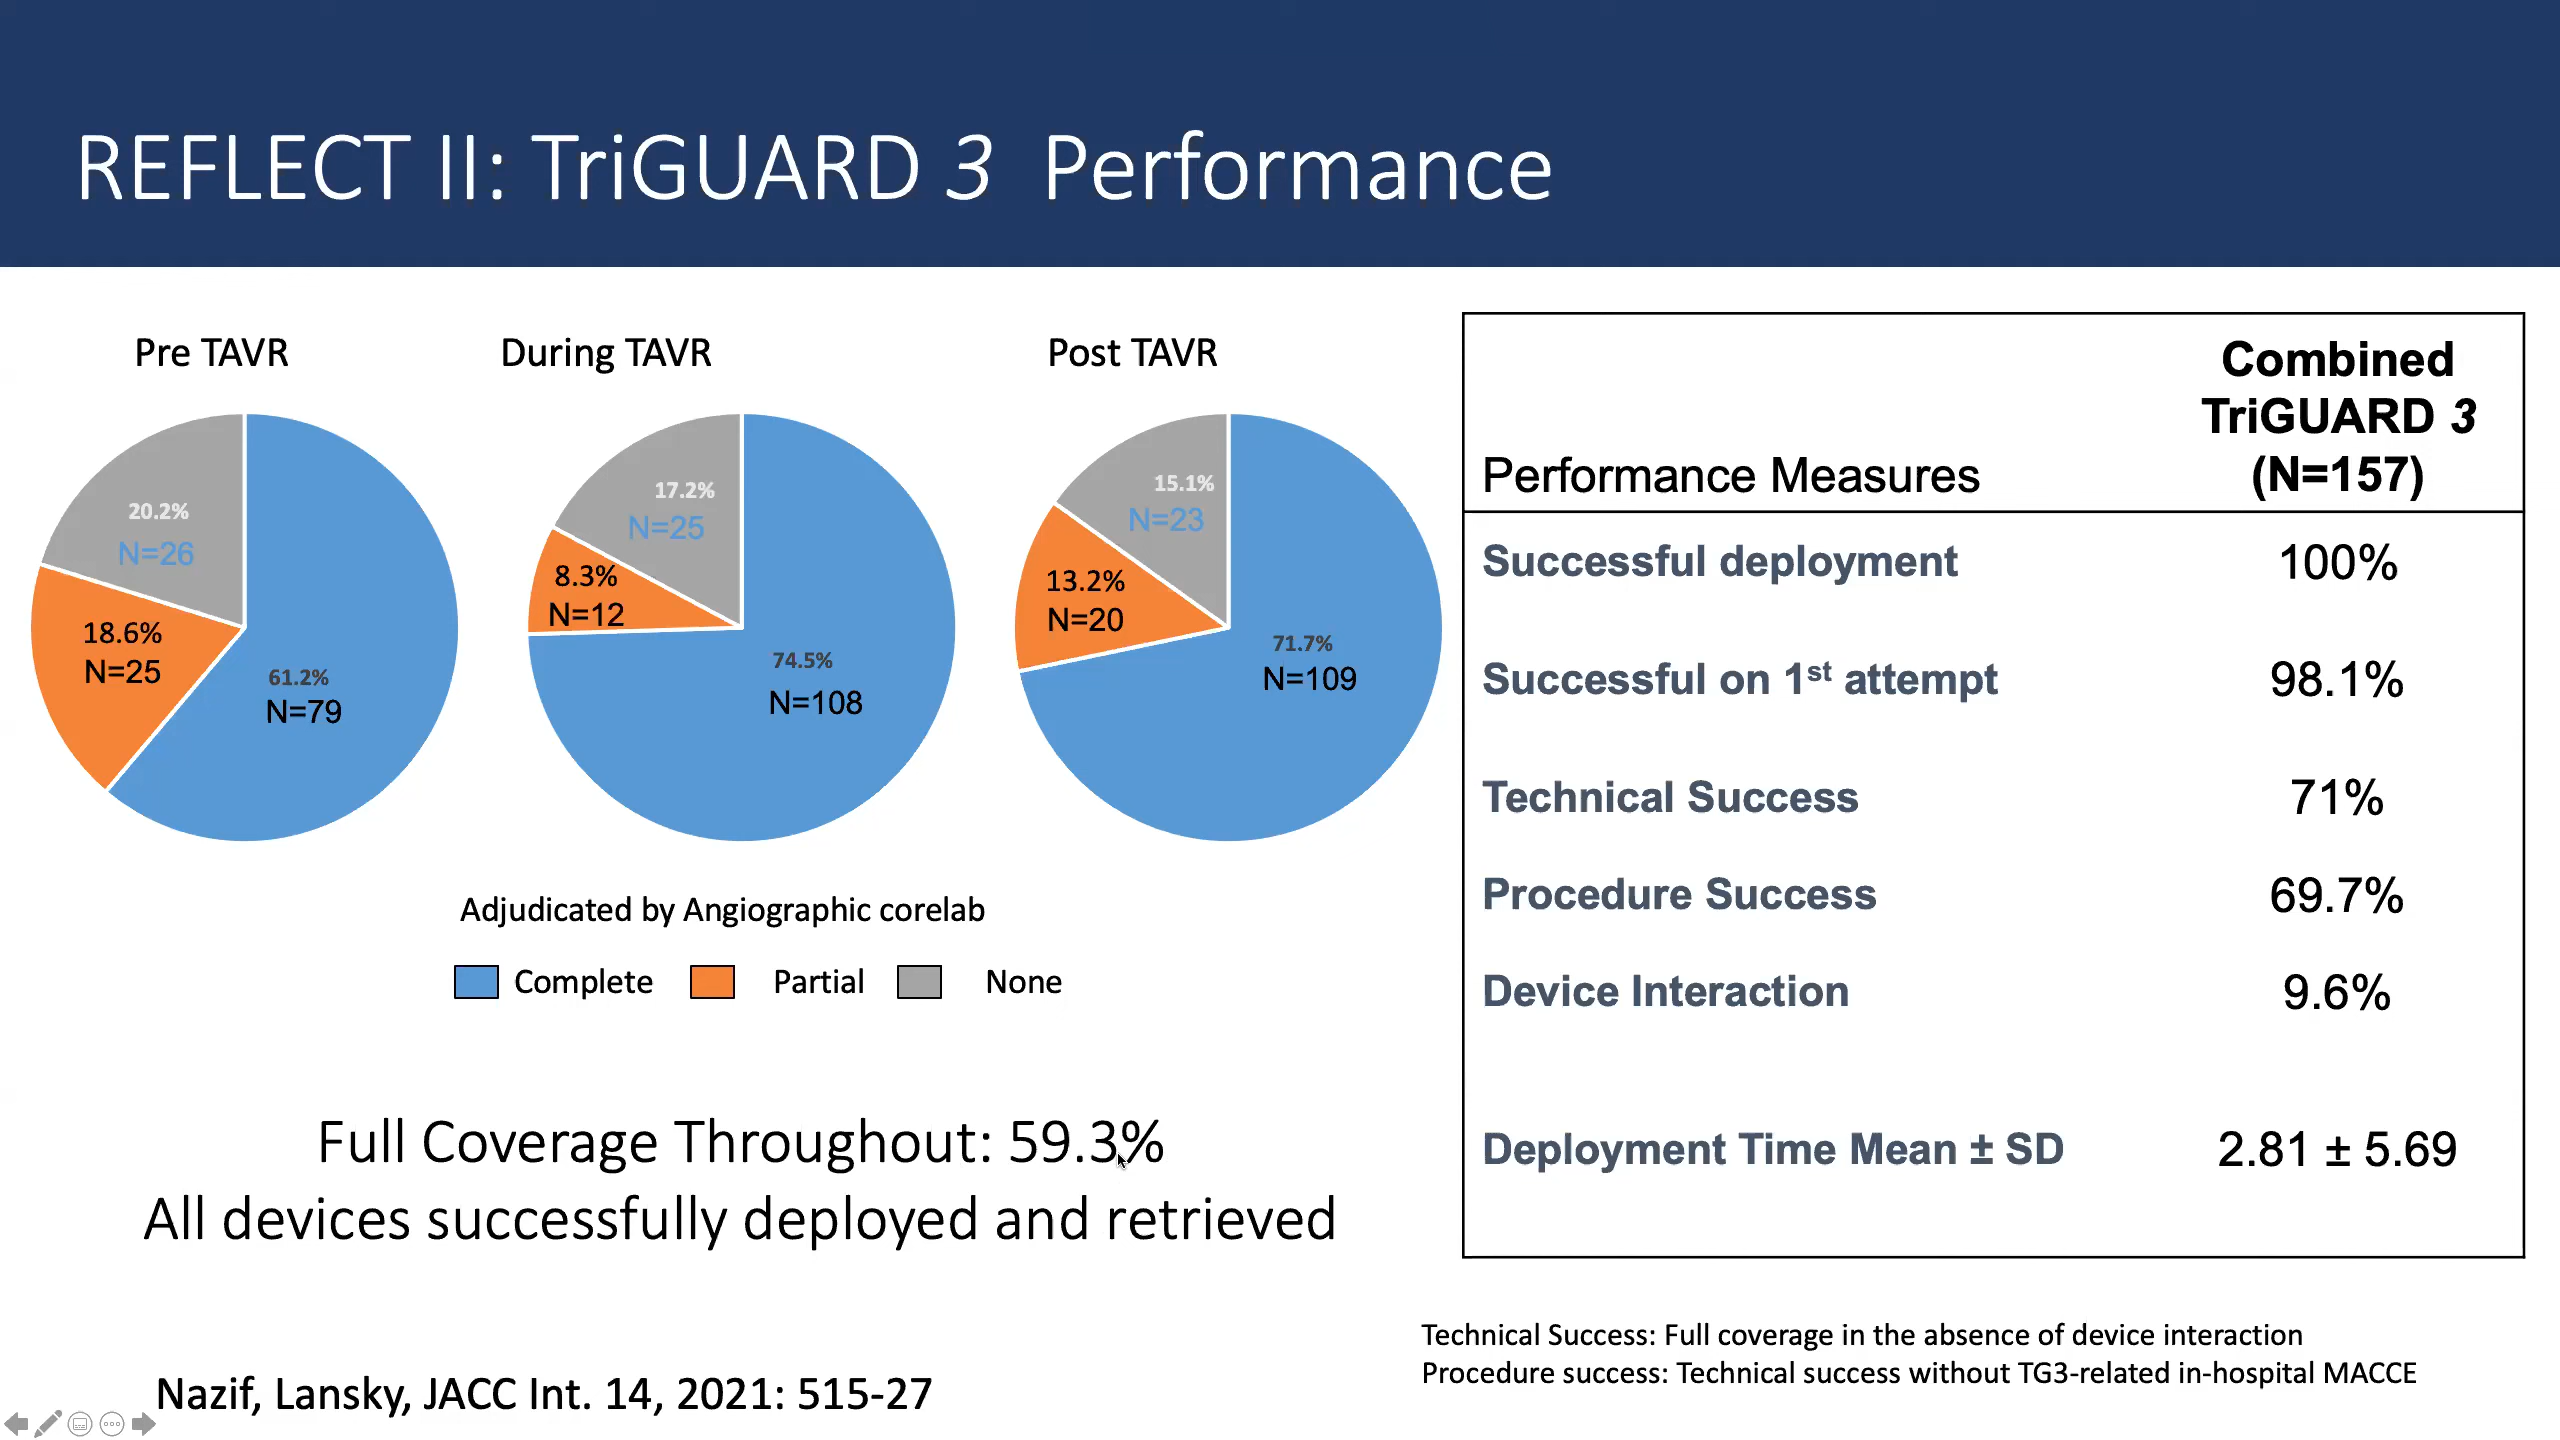 REFLECT II: TriGUARD 3 Performance
Pre TAVR
20.2%
N=26
18.6%
N=25
61.2%
N=79
During TAVR
17.2%
N=25
8.3%
N=12
74.5%
N=108
Post TAVR
15.1%
N=23
13.2%
N=20
71.7%
N=109
Adjudicated by Angiographic corelab
Complete Partial None
Full Coverage Throughout: 59.3%
All devices successfully deployed and retrieved
Nazif, Lansky, JACC Int. 14, 2021: 515-27
Combined
TriGUARD 3
Performance Measures (N=157)
Successful deployment 100%
Successful on 1st attempt 98.1%
Technical Success 71%
Procedure Success 69.7%
Device Interaction 9.6%
Deployment Time Mean ± SD 2.81 ± 5.69
Technical Success: Full coverage in the absence of device interaction
Procedure success: Technical success without TG3-related in-hospital MACCE